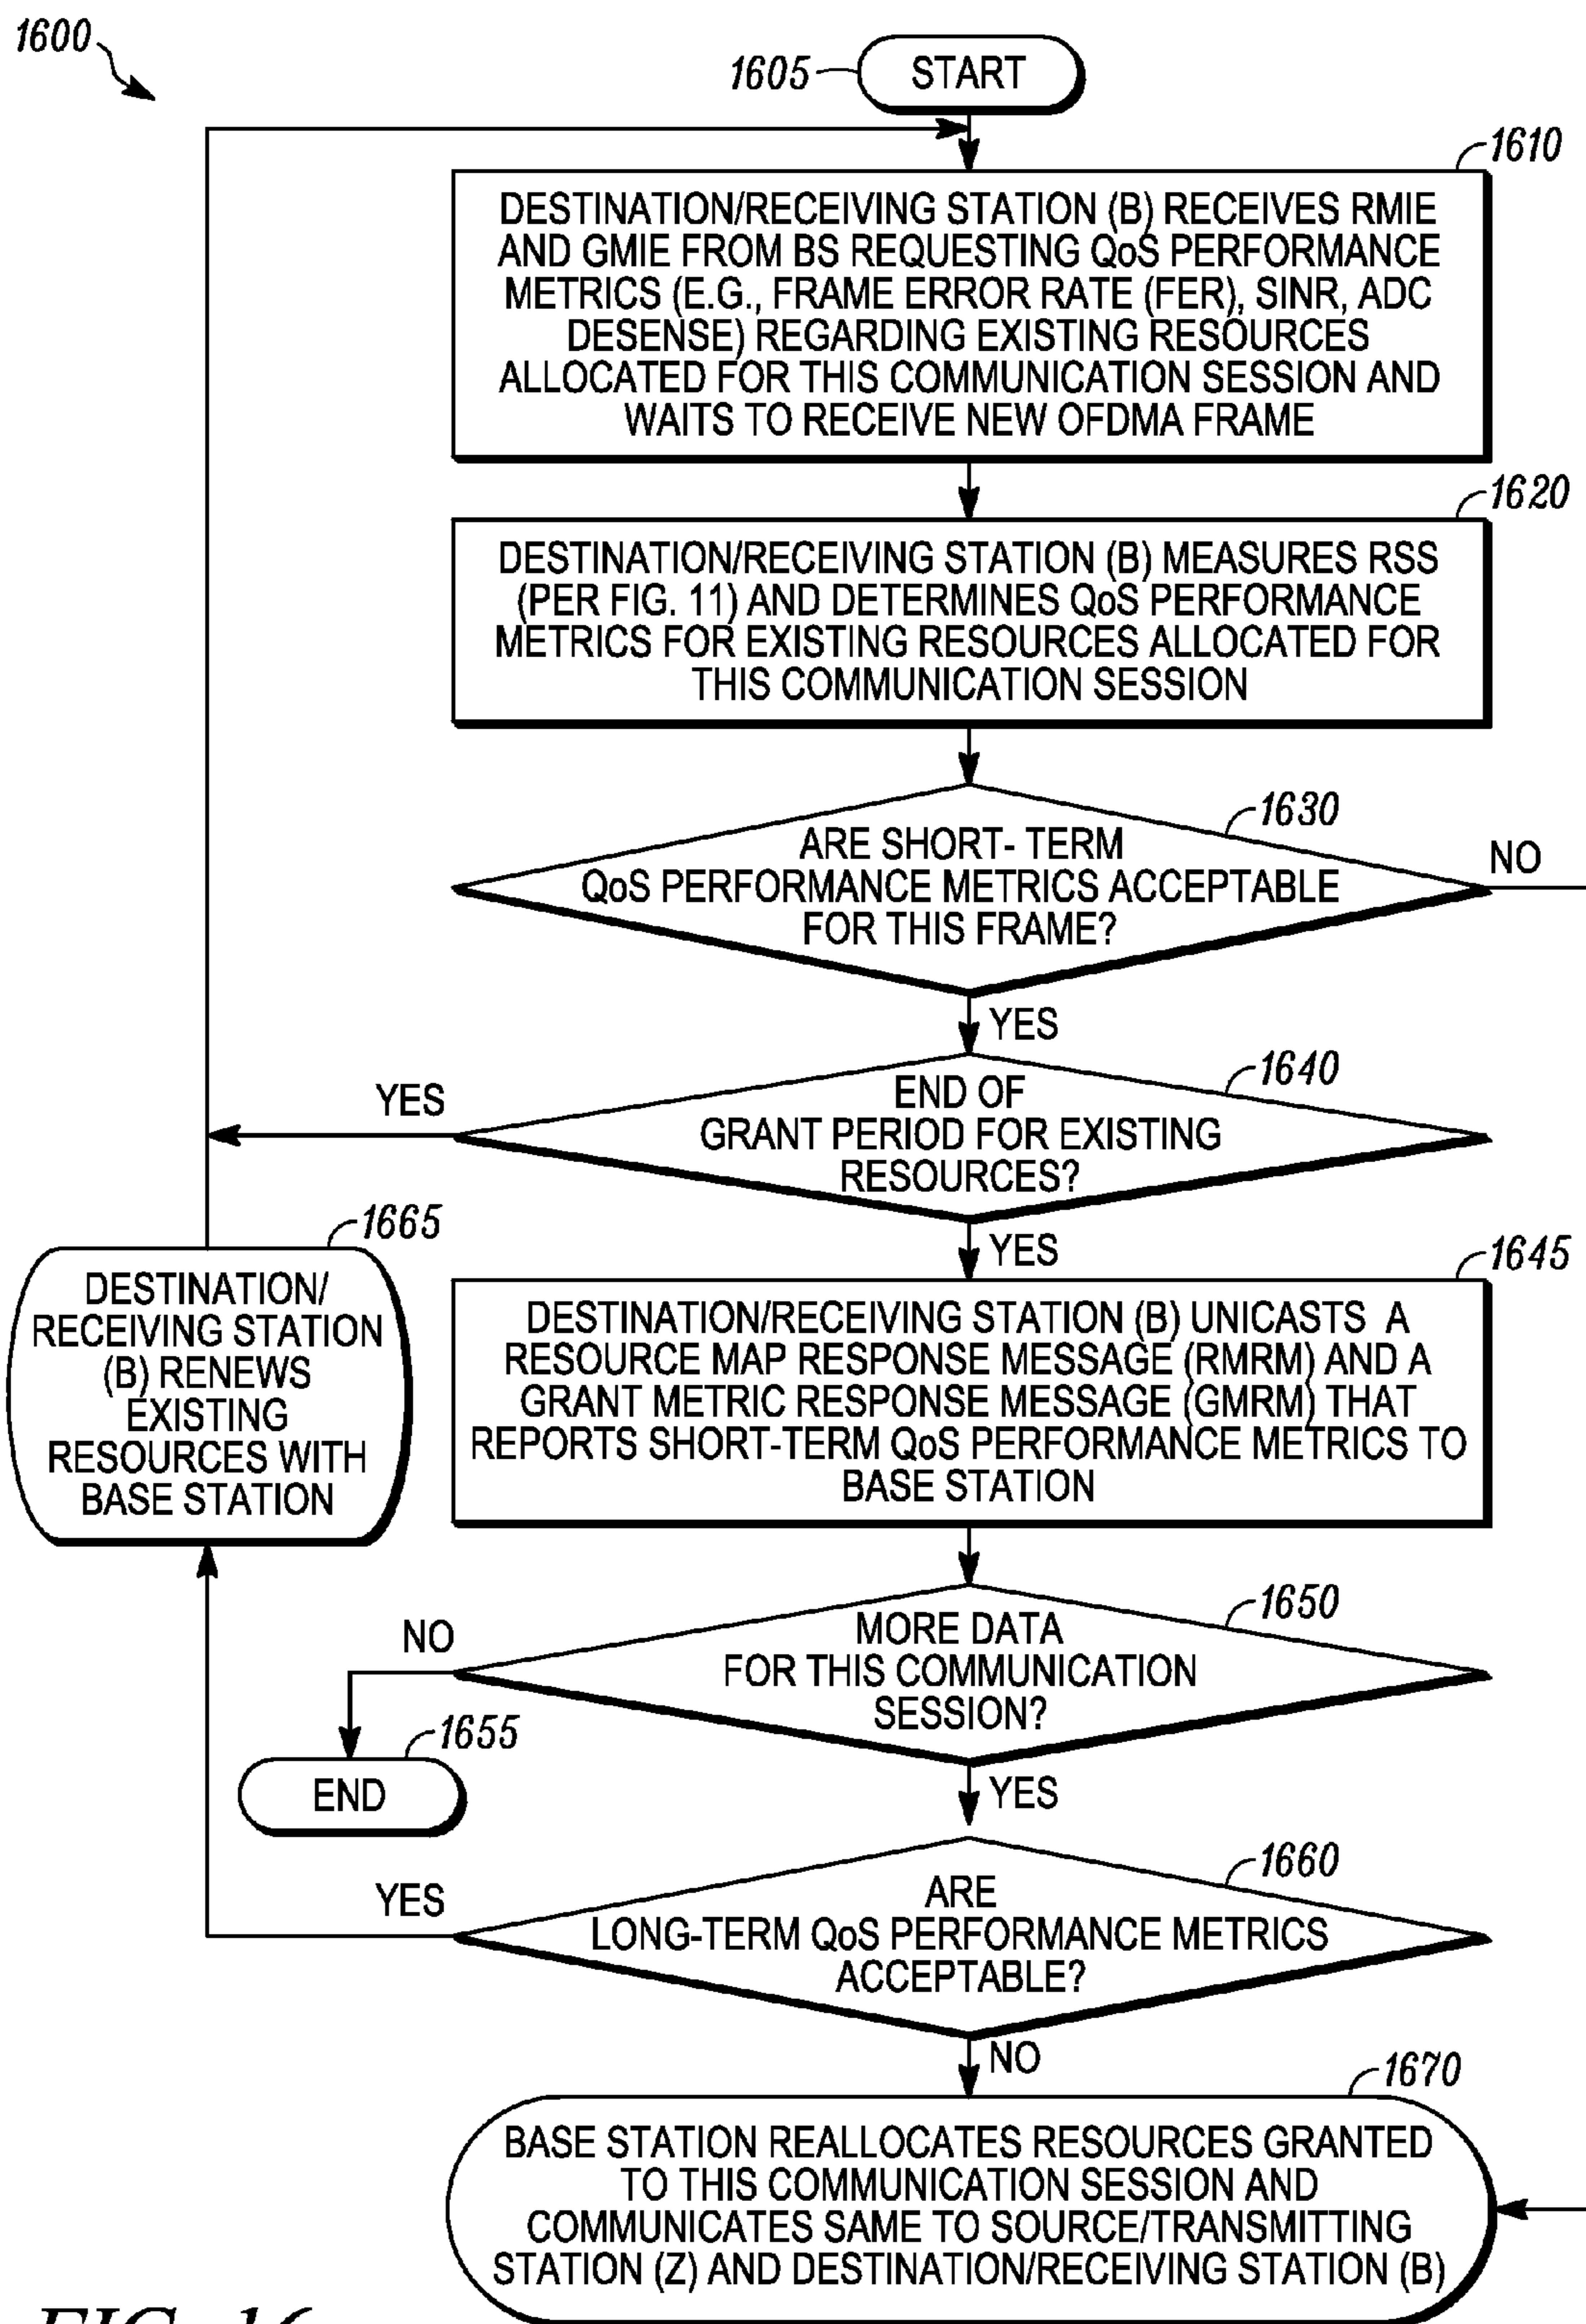 1600
1605
START
1610
DESTINATION/RECEIVING STATION (B) RECEIVES RMIE
AND GMIE FROM BS REQUESTING QoS PERFORMANCE
METRICS (E.G., FRAME ERROR RATE (FER), SINR, ADC
DESENSE) REGARDING EXISTING RESOURCES
ALLOCATED FOR THIS COMMUNICATION SESSION AND
WAITS TO RECEIVE NEW OFDMA FRAME
1620
DESTINATION/RECEIVING STATION (B) MEASURES RSS
(PER FIG. 11) AND DETERMINES QoS PERFORMANCE
METRICS FOR EXISTING RESOURCES ALLOCATED FOR
THIS COMMUNICATION SESSION
1630
ARE SHORT- TERM
QoS PERFORMANCE METRICS ACCEPTABLE
FOR THIS FRAME?
NO
YES
1640
END OF
GRANT PERIOD FOR EXISTING
RESOURCES?
YES
YES
1665
DESTINATION/
RECEIVING STATION
(B) RENEWS
EXISTING
RESOURCES WITH
BASE STATION
1645
DESTINATION/RECEIVING STATION (B) UNICASTS A
RESOURCE MAP RESPONSE MESSAGE (RMRM) AND A
GRANT METRIC RESPONSE MESSAGE (GMRM) THAT
REPORTS SHORT-TERM QoS PERFORMANCE METRICS TO
BASE STATION
1650
MORE DATA
FOR THIS COMMUNICATION
SESSION?
NO
1655
END
YES
1660
ARE
LONG-TERM QoS PERFORMANCE METRICS
ACCEPTABLE?
YES
NO
1670
BASE STATION REALLOCATES RESOURCES GRANTED
TO THIS COMMUNICATION SESSION AND
COMMUNICATES SAME TO SOURCE/TRANSMITTING
STATION (Z) AND DESTINATION/RECEIVING STATION (B)
FIG. 16